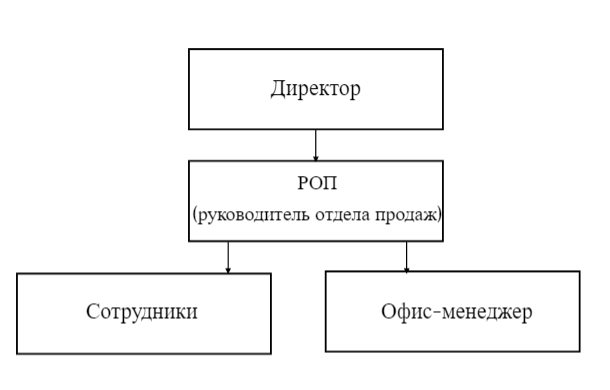 Директор
РОП
(руководитель отдела продаж)
Сотрудники
Офис-менеджер